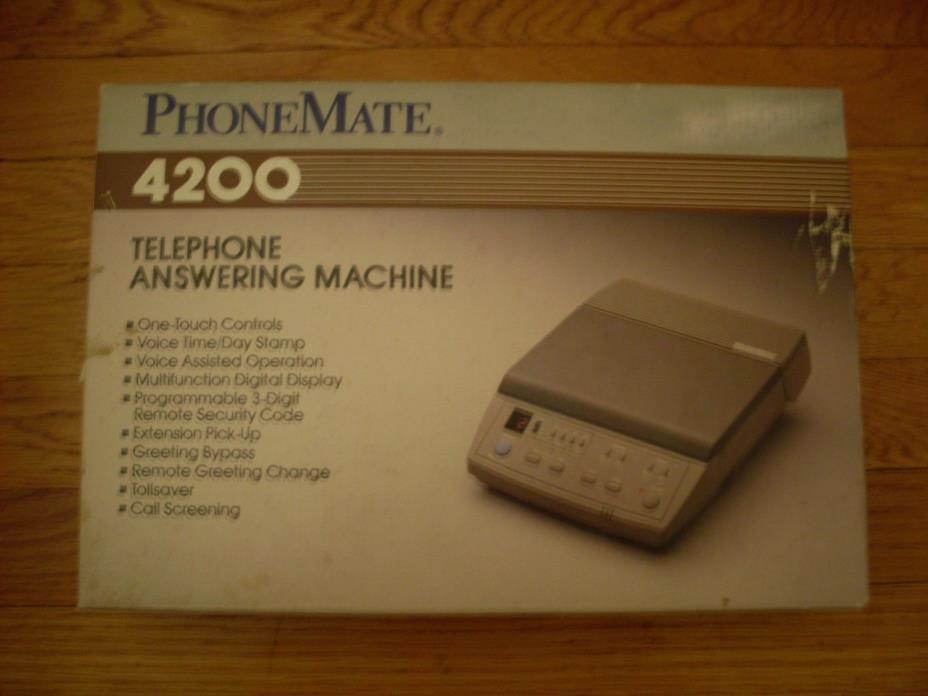 PHONEMATE®
4200
TELEPHONE
ANSWERING MACHINE
▪ One-Touch Controls
▪ Voice Time/Day Stamp
▪ Voice Assisted Operation
▪ Multifunction Digital Display
▪ Programmable 3-Digit
Remote Security Code
▪ Extension Pick-Up
▪ Greeting Bypass
▪ Remote Greeting Change
▪ Tollsaver
▪ Call Screening
2